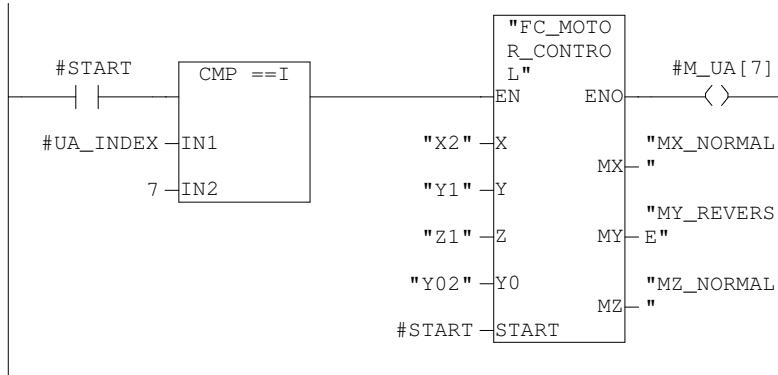 "FC_MOTO
R_CONTRO
L"
#START
CMP ==I
#M_UA[7]
EN
ENO
#UA_INDEX
IN1
"X2"
X
"MX_NORMAL
MX
"
7
IN2
"Y1"
Y
"MY_REVERS
"Z1"
Z
MY
E"
"Y02"
Y0
"MZ_NORMAL
MZ
"
#START
START